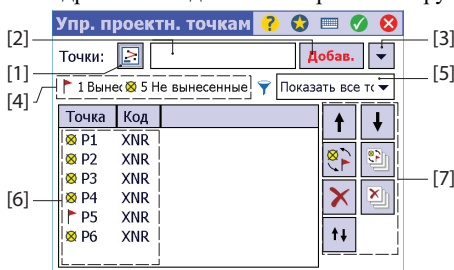 Упр. проектн. точкам ?
[2]
[3]
Точки: Добав.
[1]
[5]
[4] 1 Вынес 5 Не вынесенные Показать все тс
Точка Код
P1 XNR
P2 XNR
P3 XNR
P4 XNR
P5 XNR
P6 XNR
[6]
[7]